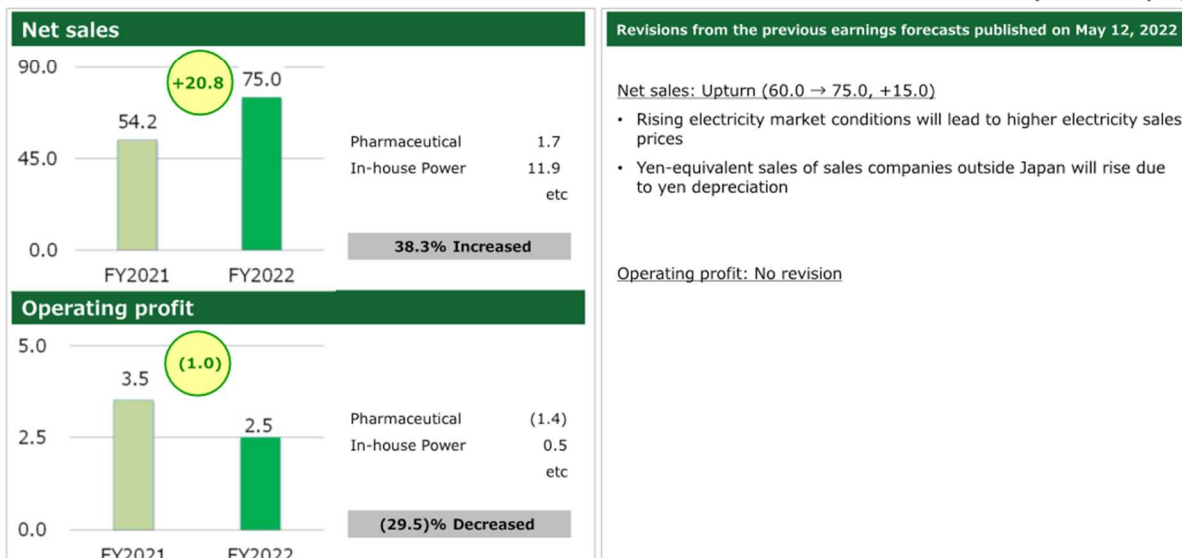 Net sales
90.0
+20.8
75.0
54.2
45.0
0.0
FY2021 FY2022
Pharmaceutical 1.7
In-house Power 11.9
etc
38.3% Increased
Operating profit
5.0
(1.0)
3.5
2.5
2.5
0.0
FY2021 FY2022
Pharmaceutical (1.4)
In-house Power 0.5
etc
(29.5)% Decreased
Revisions from the previous earnings forecasts published on May 12, 2022
Net sales: Upturn (60.0 → 75.0, +15.0)
• Rising electricity market conditions will lead to higher electricity sales
prices
• Yen-equivalent sales of sales companies outside Japan will rise due
to yen depreciation
Operating profit: No revision